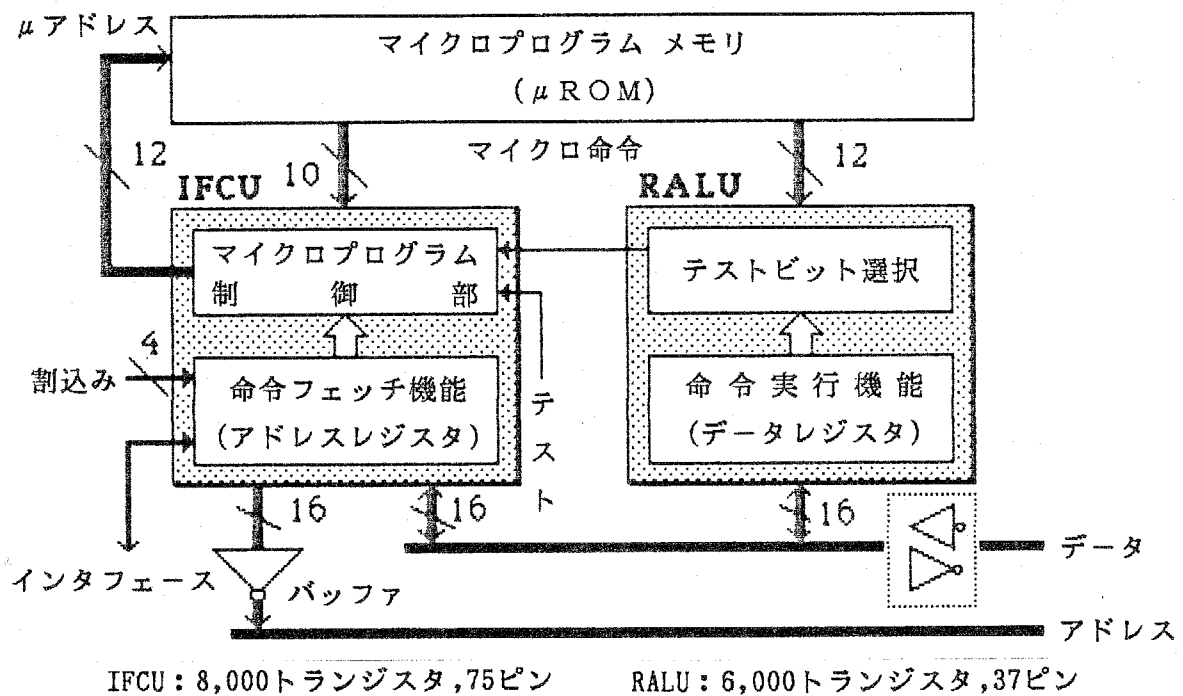 μアドレス
マイクロプログラム メモリ
(μROM)
12
10
マイクロ命令
12
IFCU
RALU
マイクロプログラム
制 御 部
テストビット選択
4
割込み
命令フェッチ機能
(アドレスレジスタ)
テスト
命令実行機能
(データレジスタ)
16
16
16
データ
インタフェース
バッファ
アドレス
IFCU：8,000トランジスタ,75ピン
RALU：6,000トランジスタ,37ピン